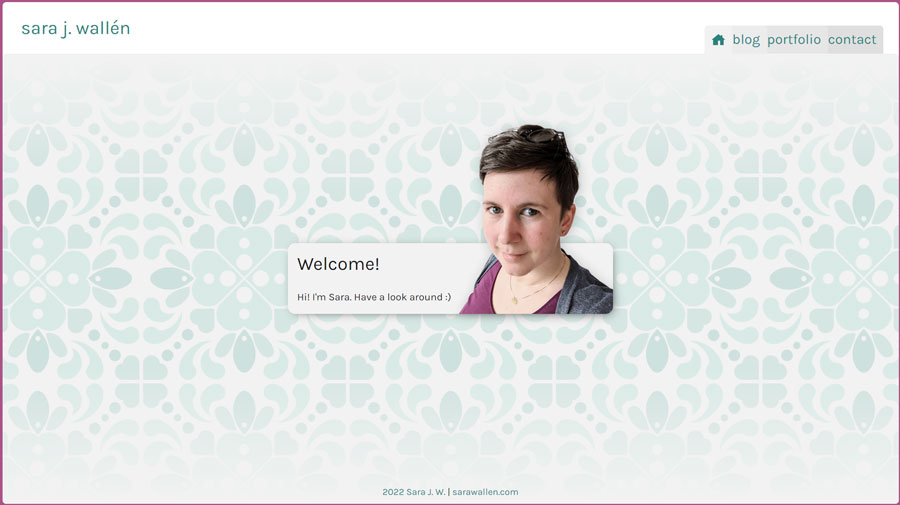 sara j. wallén
blog portfolio contact
Welcome!
Hi! I'm Sara. Have a look around :)
2022 Sara J. W. | sarawallen.com